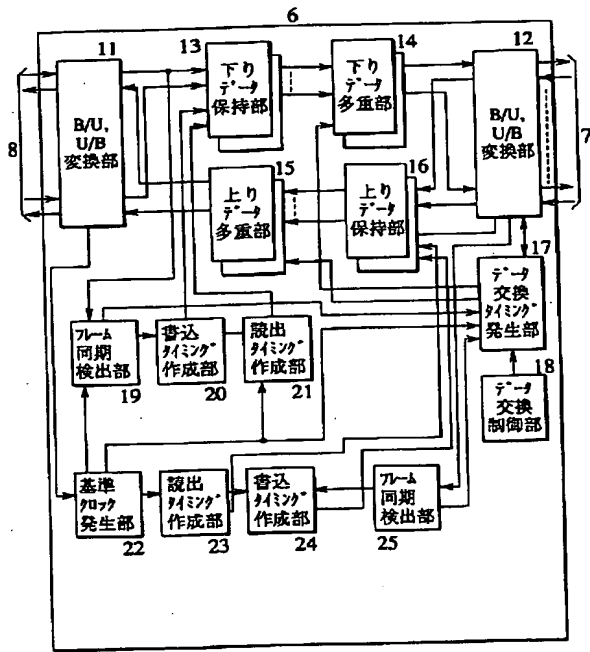 6
11
B/U,
U/B
変換部
13
下り
データ
保持部
14
下り
データ
多重部
12
B/U,
U/B
変換部
8
7
15
上り
データ
多重部
16
上り
データ
保持部
17
データ
交換
タイミング
発生部
18
データ
交換
制御部
フレーム
同期
検出部
19
書込
タイミング
作成部
20
読出
タイミング
作成部
21
基準
クロック
発生部
22
読出
タイミング
作成部
23
書込
タイミング
作成部
24
フレーム
同期
検出部
25